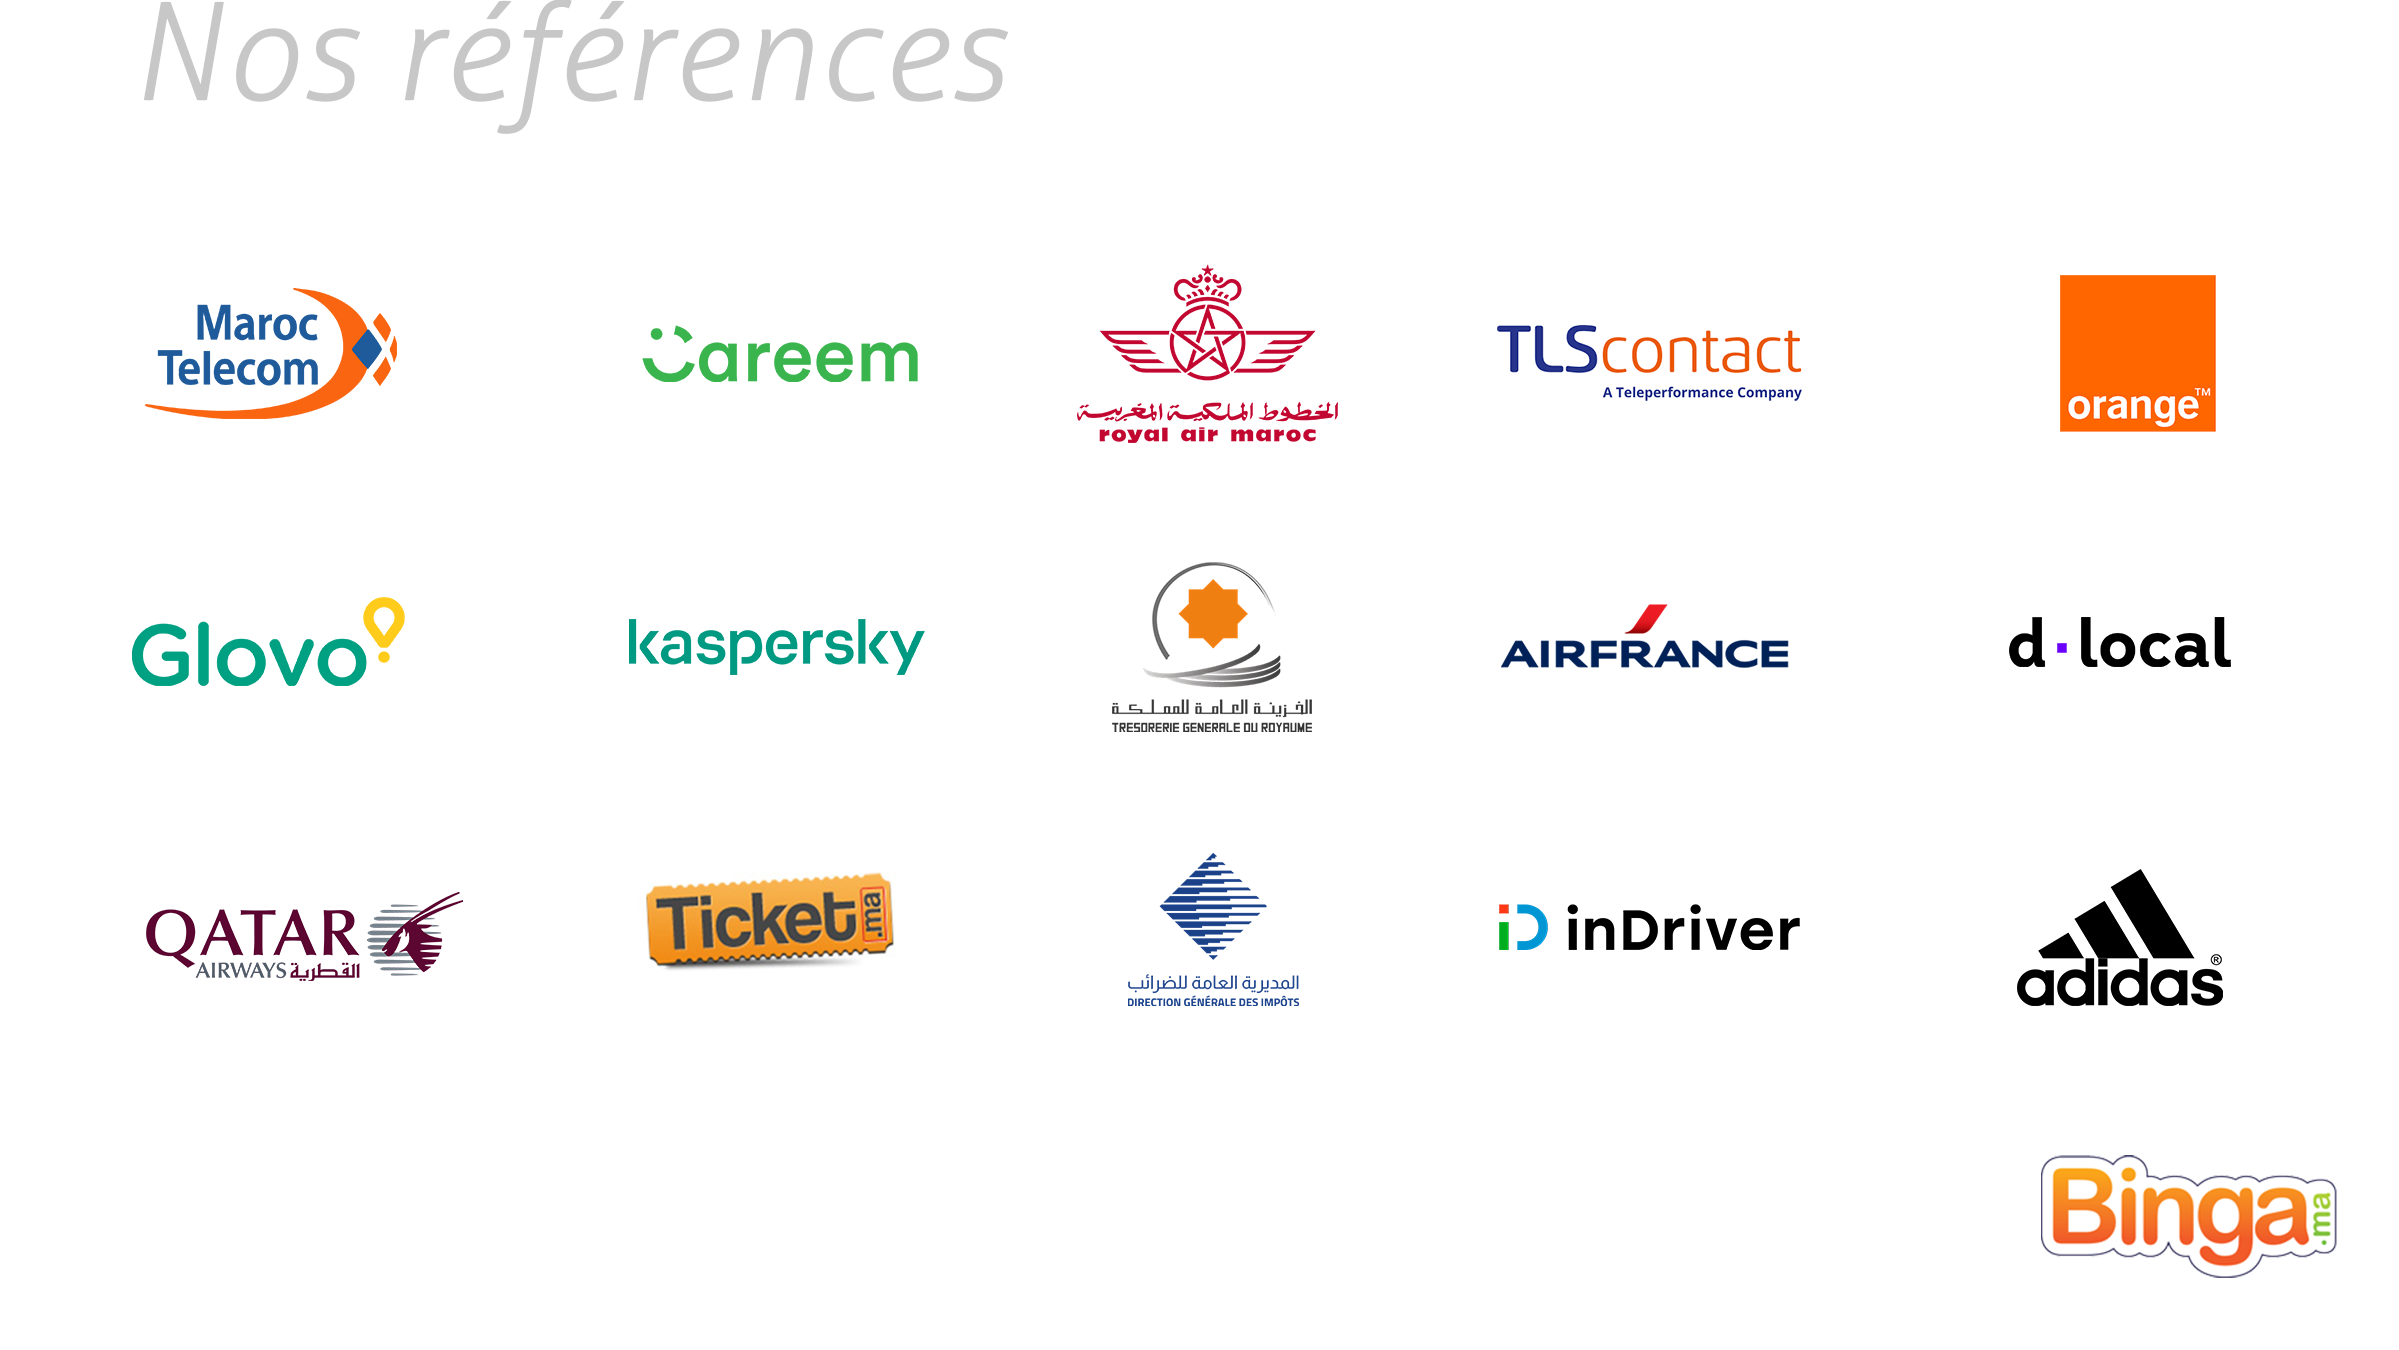 Nos références
Maroc
Telecom
Careem
الخطوط الملكية المغربية
royal air maroc
TLScontact
A Teleperformance Company
orange™
Glovo
kaspersky
الخزينة العامة للمملكة
TRESORERIE GENERALE DU ROYAUME
AIRFRANCE
d·local
QATAR
AIRWAYS القطرية
Ticket.ma
المديرية العامة للضرائب
DIRECTION GÉNÉRALE DES IMPÔTS
iD inDriver
adidas®
Binga.ma